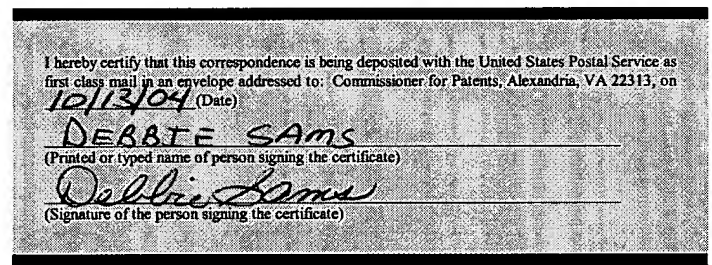 I hereby certify that this correspondence is being deposited with the United States Postal Service as
first class mail in an envelope addressed to: Commissioner for Patents, Alexandria, VA 22313, on
10/13/04 (Date)
DEBBIE SAMS
(Printed or typed name of person signing the certificate)
Debbie Sams
(Signature of the person signing the certificate)